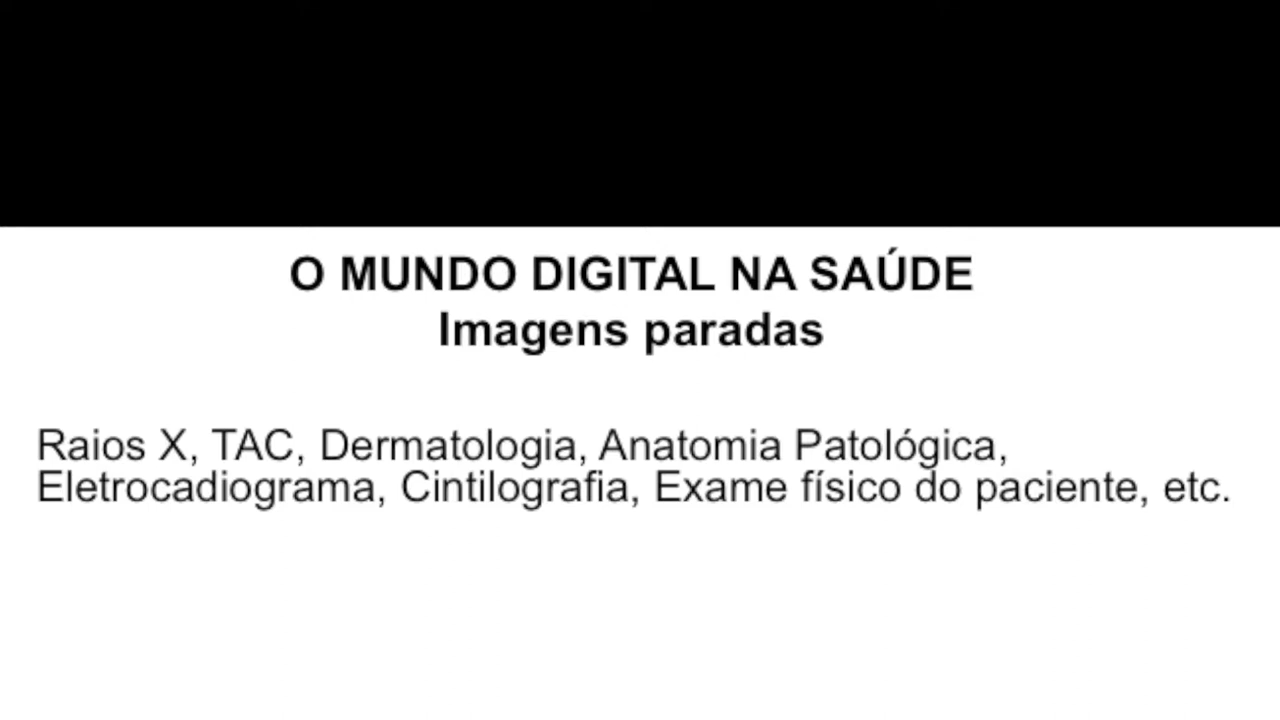 O MUNDO DIGITAL NA SAÚDE
Imagens paradas
Raios X, TAC, Dermatologia, Anatomia Patológica,
Eletrocadiograma, Cintilografia, Exame físico do paciente, etc.